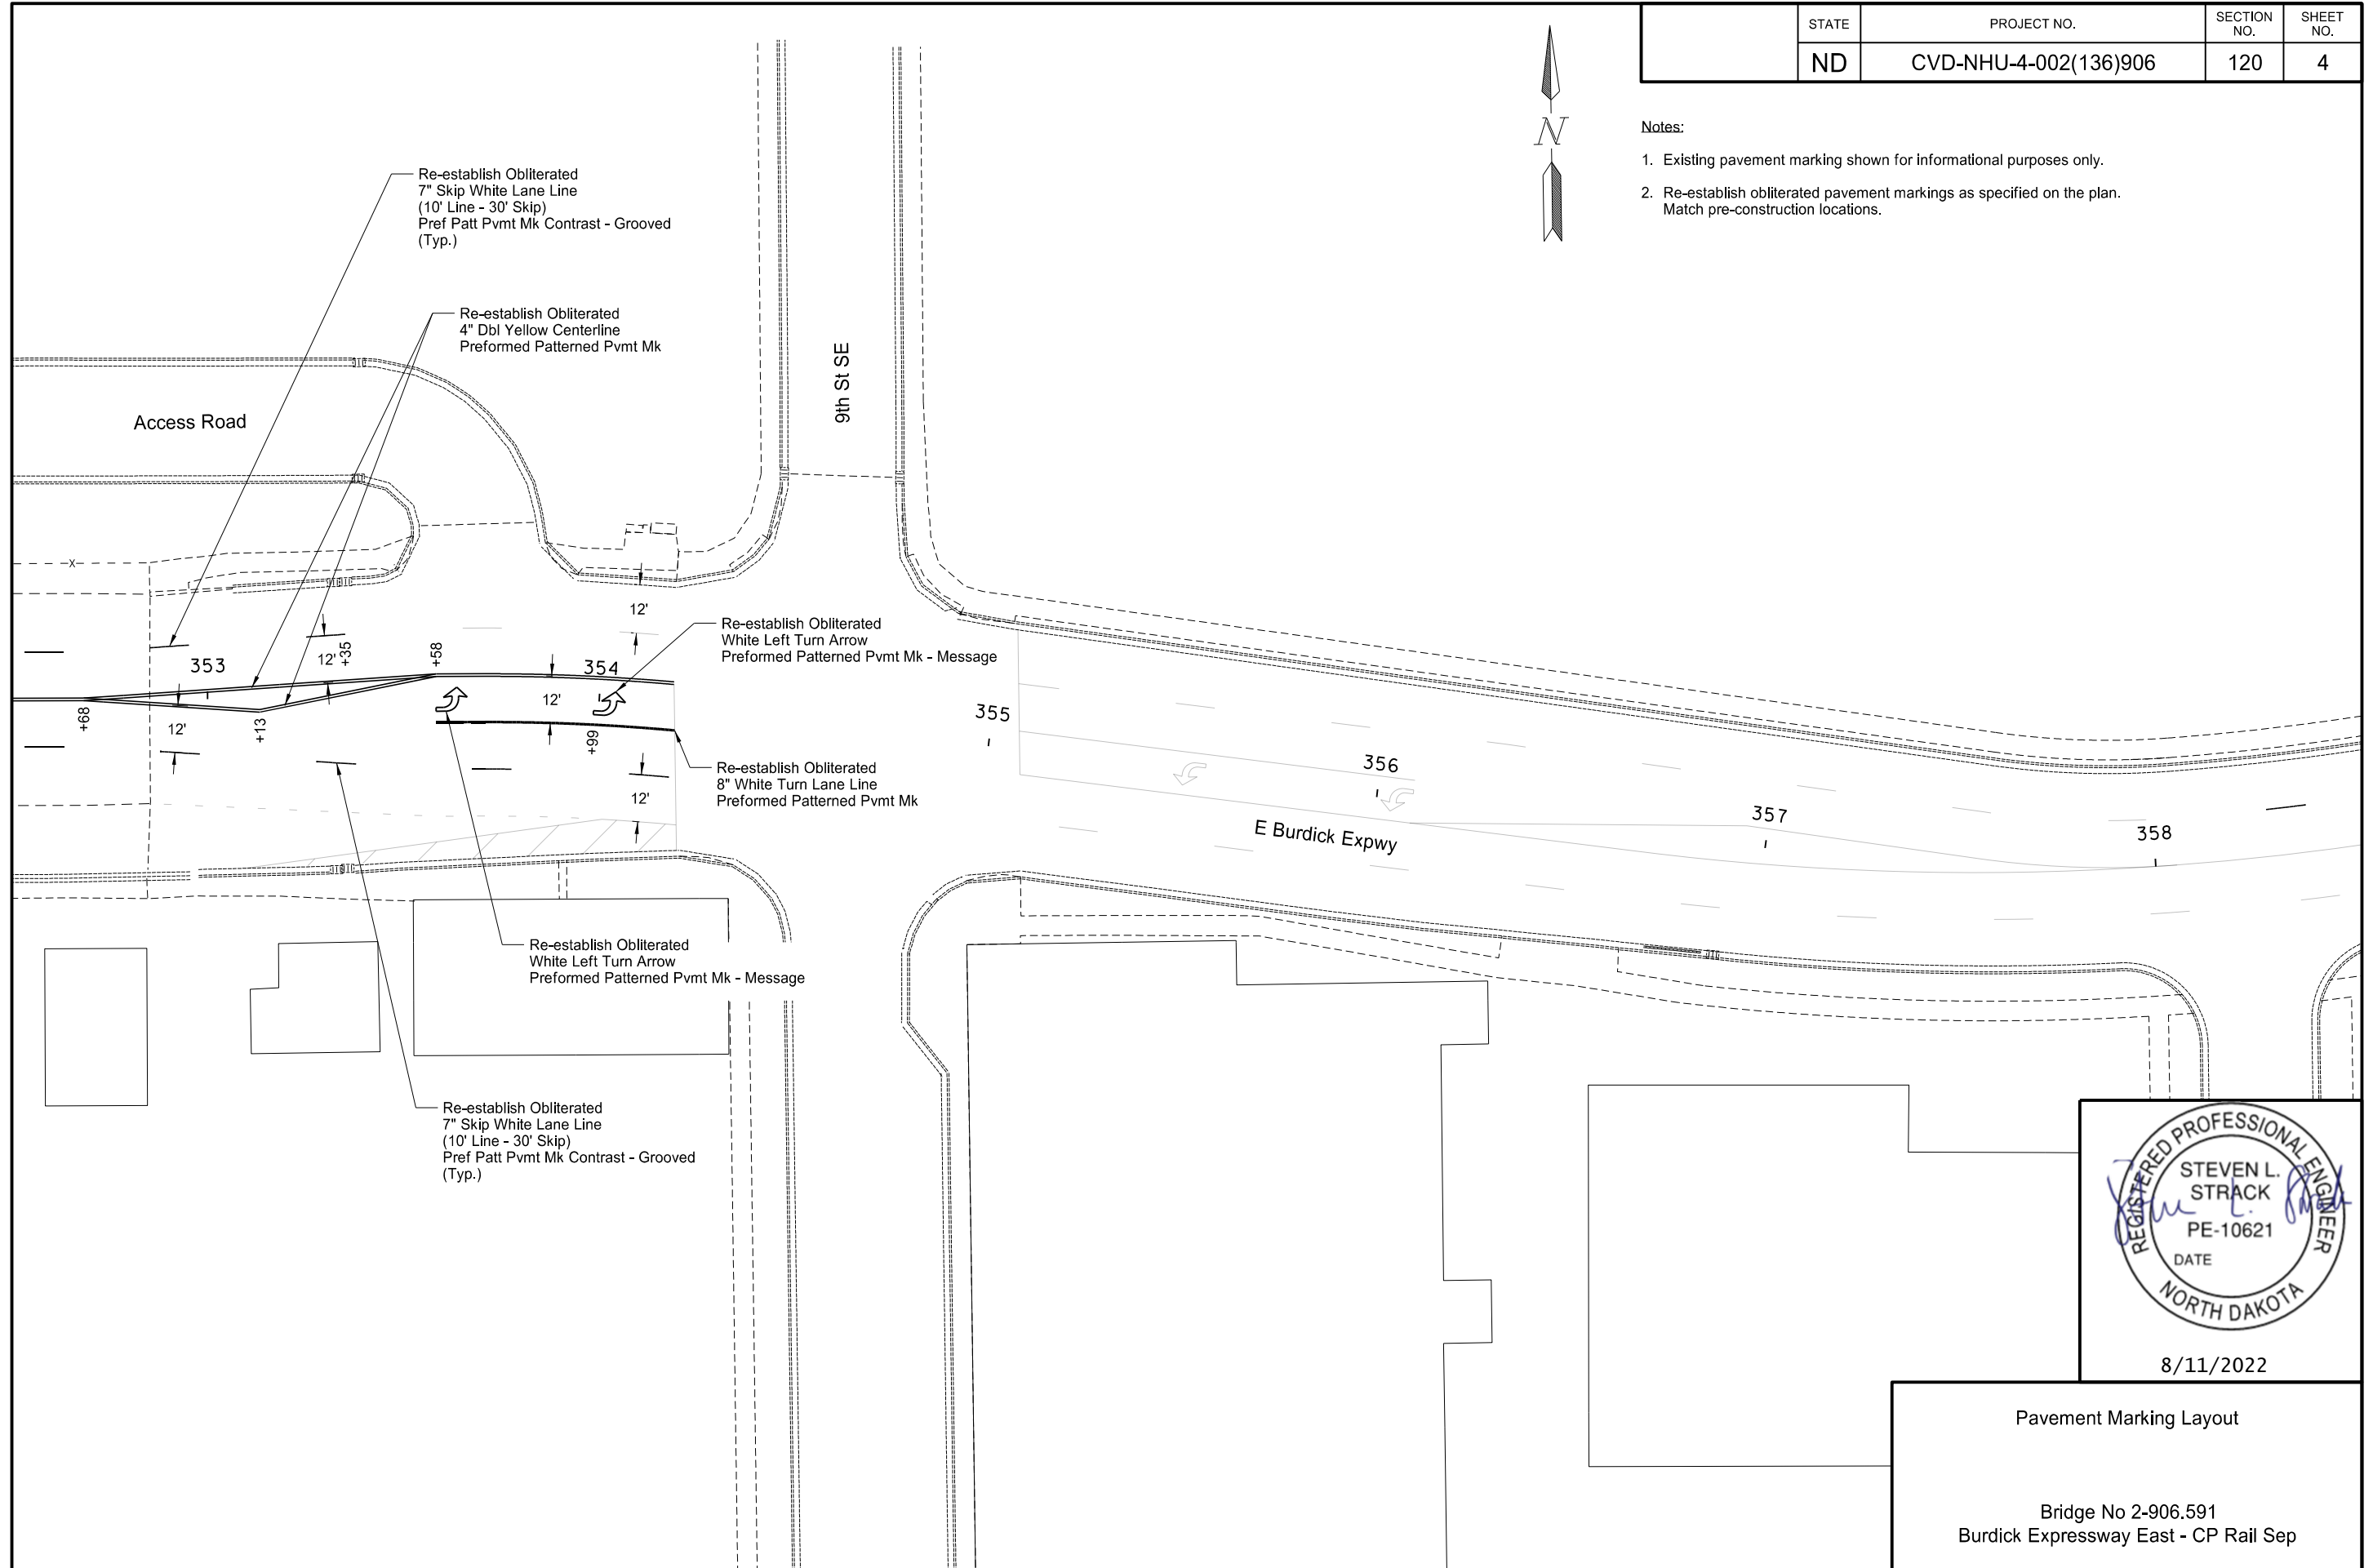 STATE
PROJECT NO.
SECTION NO.
SHEET NO.
ND
CVD-NHU-4-002(136)906
120
4
N
Notes:
1. Existing pavement marking shown for informational purposes only.
2. Re-establish obliterated pavement markings as specified on the plan.
Match pre-construction locations.
Re-establish Obliterated
7" Skip White Lane Line
(10' Line - 30' Skip)
Pref Patt Pvmt Mk Contrast - Grooved
(Typ.)
Re-establish Obliterated
4" Dbl Yellow Centerline
Preformed Patterned Pvmt Mk
Access Road
9th St SE
X
12'
Re-establish Obliterated
White Left Turn Arrow
Preformed Patterned Pvmt Mk - Message
353
12'
+35
+58
354
12'
+68
12'
+13
+99
355
356
357
358
E Burdick Expwy
Re-establish Obliterated
8" White Turn Lane Line
Preformed Patterned Pvmt Mk
12'
Re-establish Obliterated
White Left Turn Arrow
Preformed Patterned Pvmt Mk - Message
Re-establish Obliterated
7" Skip White Lane Line
(10' Line - 30' Skip)
Pref Patt Pvmt Mk Contrast - Grooved
(Typ.)
REGISTERED PROFESSIONAL ENGINEER
STEVEN L.
STRACK
PE-10621
DATE
NORTH DAKOTA
Steven L. Strack
8/11/2022
Pavement Marking Layout
Bridge No 2-906.591
Burdick Expressway East - CP Rail Sep